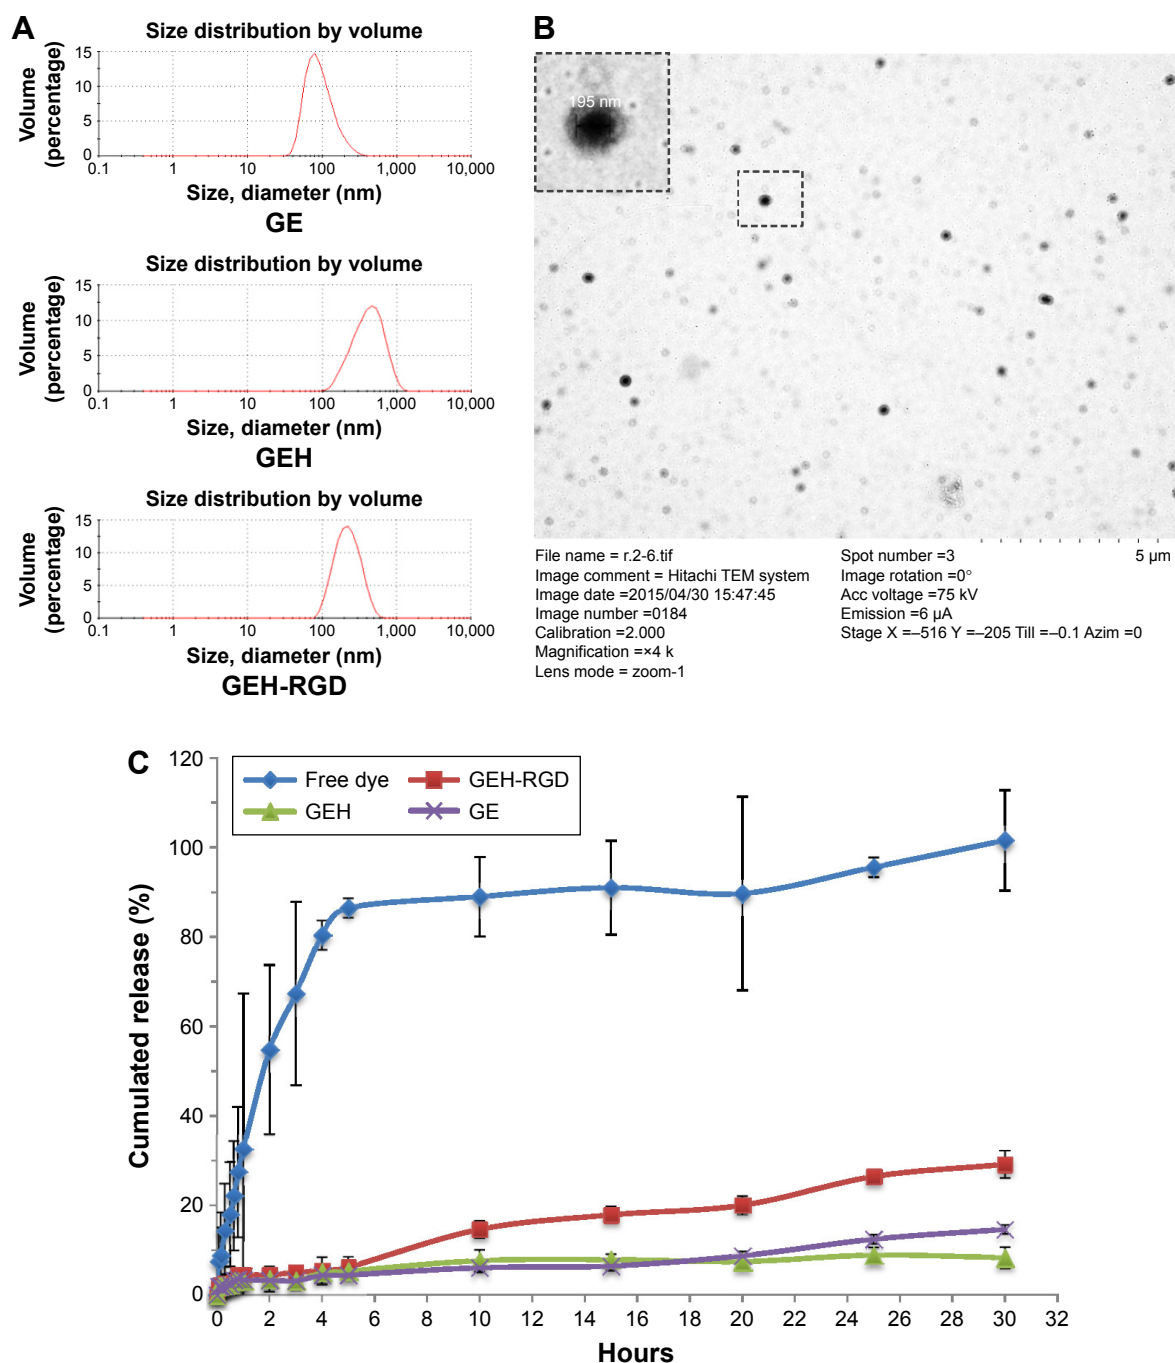 A
Size distribution by volume
Volume
(percentage)
15
10
5
0
0.1 1 10 100 1,000 10,000
Size, diameter (nm)
GE
Size distribution by volume
Volume
(percentage)
15
10
5
0
0.1 1 10 100 1,000 10,000
Size, diameter (nm)
GEH
Size distribution by volume
Volume
(percentage)
15
10
5
0
0.1 1 10 100 1,000 10,000
Size, diameter (nm)
GEH-RGD
B
195 nm
File name = r.2-6.tif
Image comment = Hitachi TEM system
Image date =2015/04/30 15:47:45
Image number =0184
Calibration =2.000
Magnification =×4 k
Lens mode = zoom-1
Spot number =3
Image rotation =0°
Acc voltage =75 kV
Emission =6 µA
Stage X =–516 Y =–205 Till =–0.1 Azim =0
5 µm
C
Free dye
GEH-RGD
GEH
GE
Cumulated release (%)
120
100
80
60
40
20
0
0 2 4 6 8 10 12 14 16 18 20 22 24 26 28 30 32
Hours